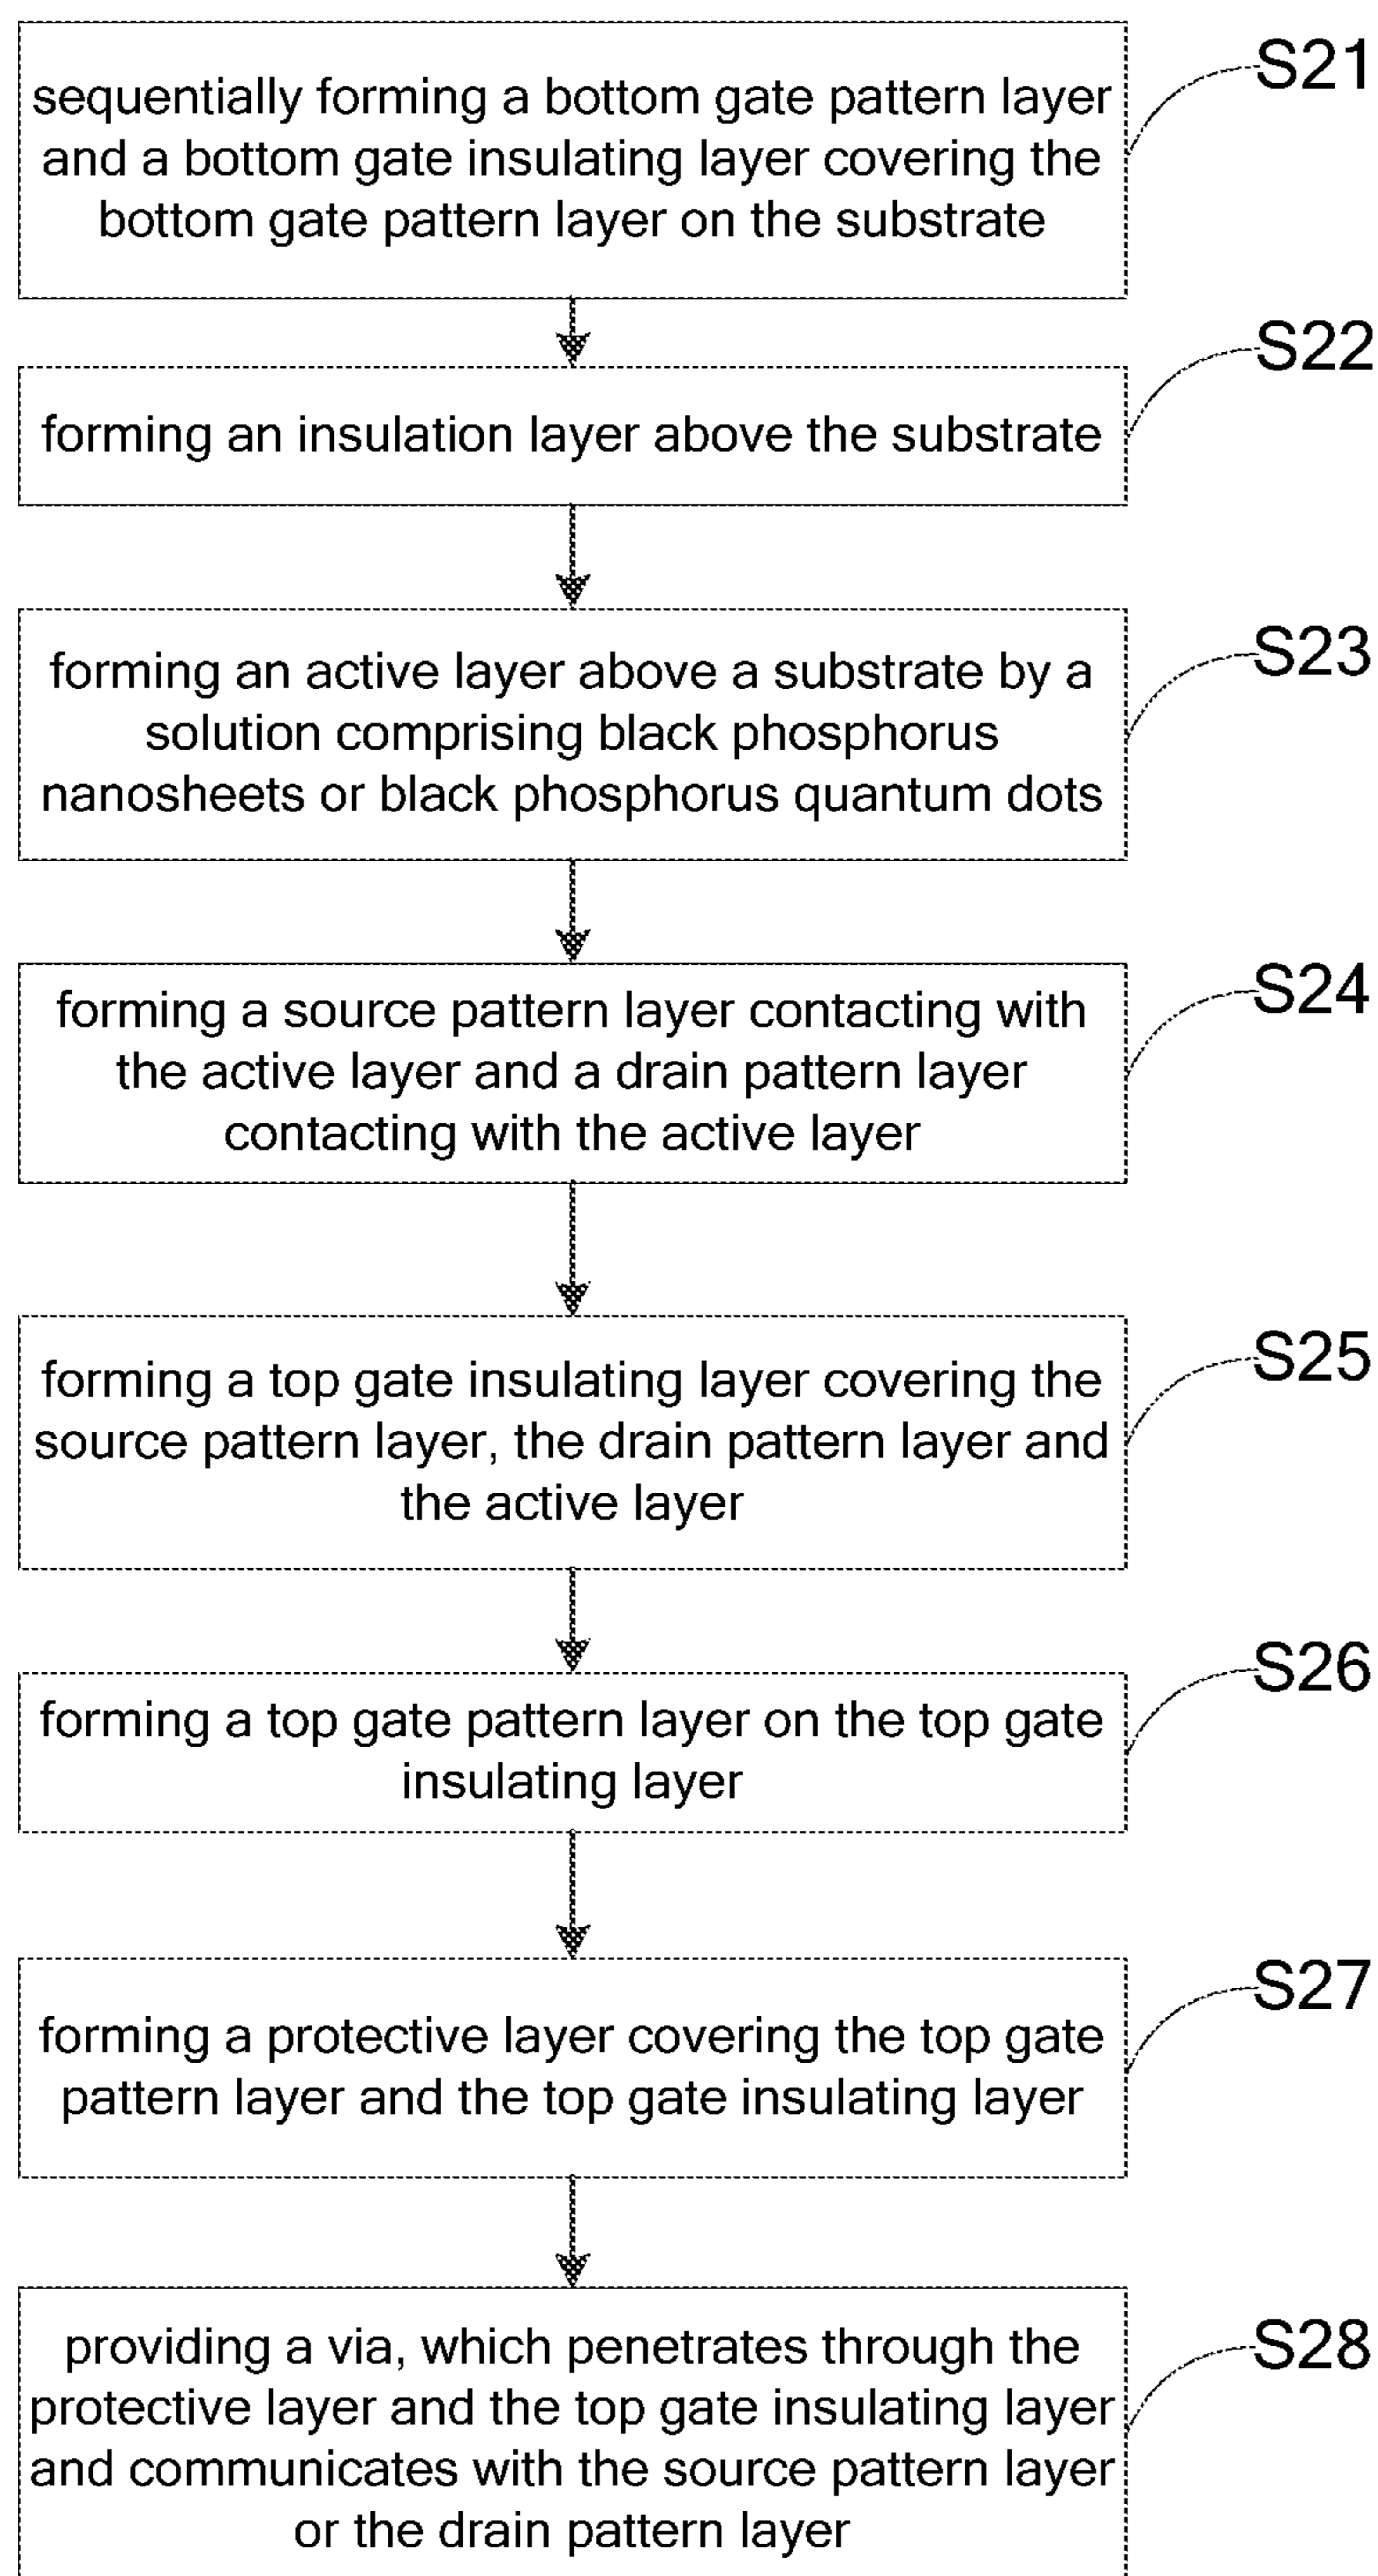 sequentially forming a bottom gate pattern layer
and a bottom gate insulating layer covering the
bottom gate pattern layer on the substrate
S21
forming an insulation layer above the substrate
S22
forming an active layer above a substrate by a
solution comprising black phosphorus
nanosheets or black phosphorus quantum dots
S23
forming a source pattern layer contacting with
the active layer and a drain pattern layer
contacting with the active layer
S24
forming a top gate insulating layer covering the
source pattern layer, the drain pattern layer and
the active layer
S25
forming a top gate pattern layer on the top gate
insulating layer
S26
forming a protective layer covering the top gate
pattern layer and the top gate insulating layer
S27
providing a via, which penetrates through the
protective layer and the top gate insulating layer
and communicates with the source pattern layer
or the drain pattern layer
S28